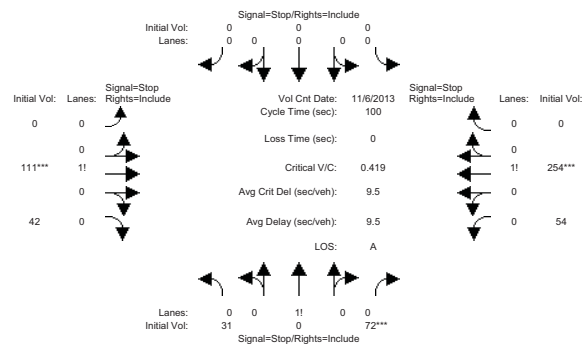 Signal=Stop/Rights=Include
Initial Vol: 0 0 0
Lanes: 0 0 0 0 0
Signal=Stop
Initial Vol: Lanes: Rights=Include
Vol Cnt Date: 11/6/2013
Signal=Stop
Rights=Include Lanes: Initial Vol:
Cycle Time (sec): 100
0 0
0 0
Loss Time (sec): 0
0
0
111*** 1!
Critical V/C: 0.419
1! 254***
0
Avg Crit Del (sec/veh): 9.5
0
42 0
Avg Delay (sec/veh): 9.5
0 54
LOS: A
Lanes: 0 0 1! 0 0
Initial Vol: 31 0 72***
Signal=Stop/Rights=Include